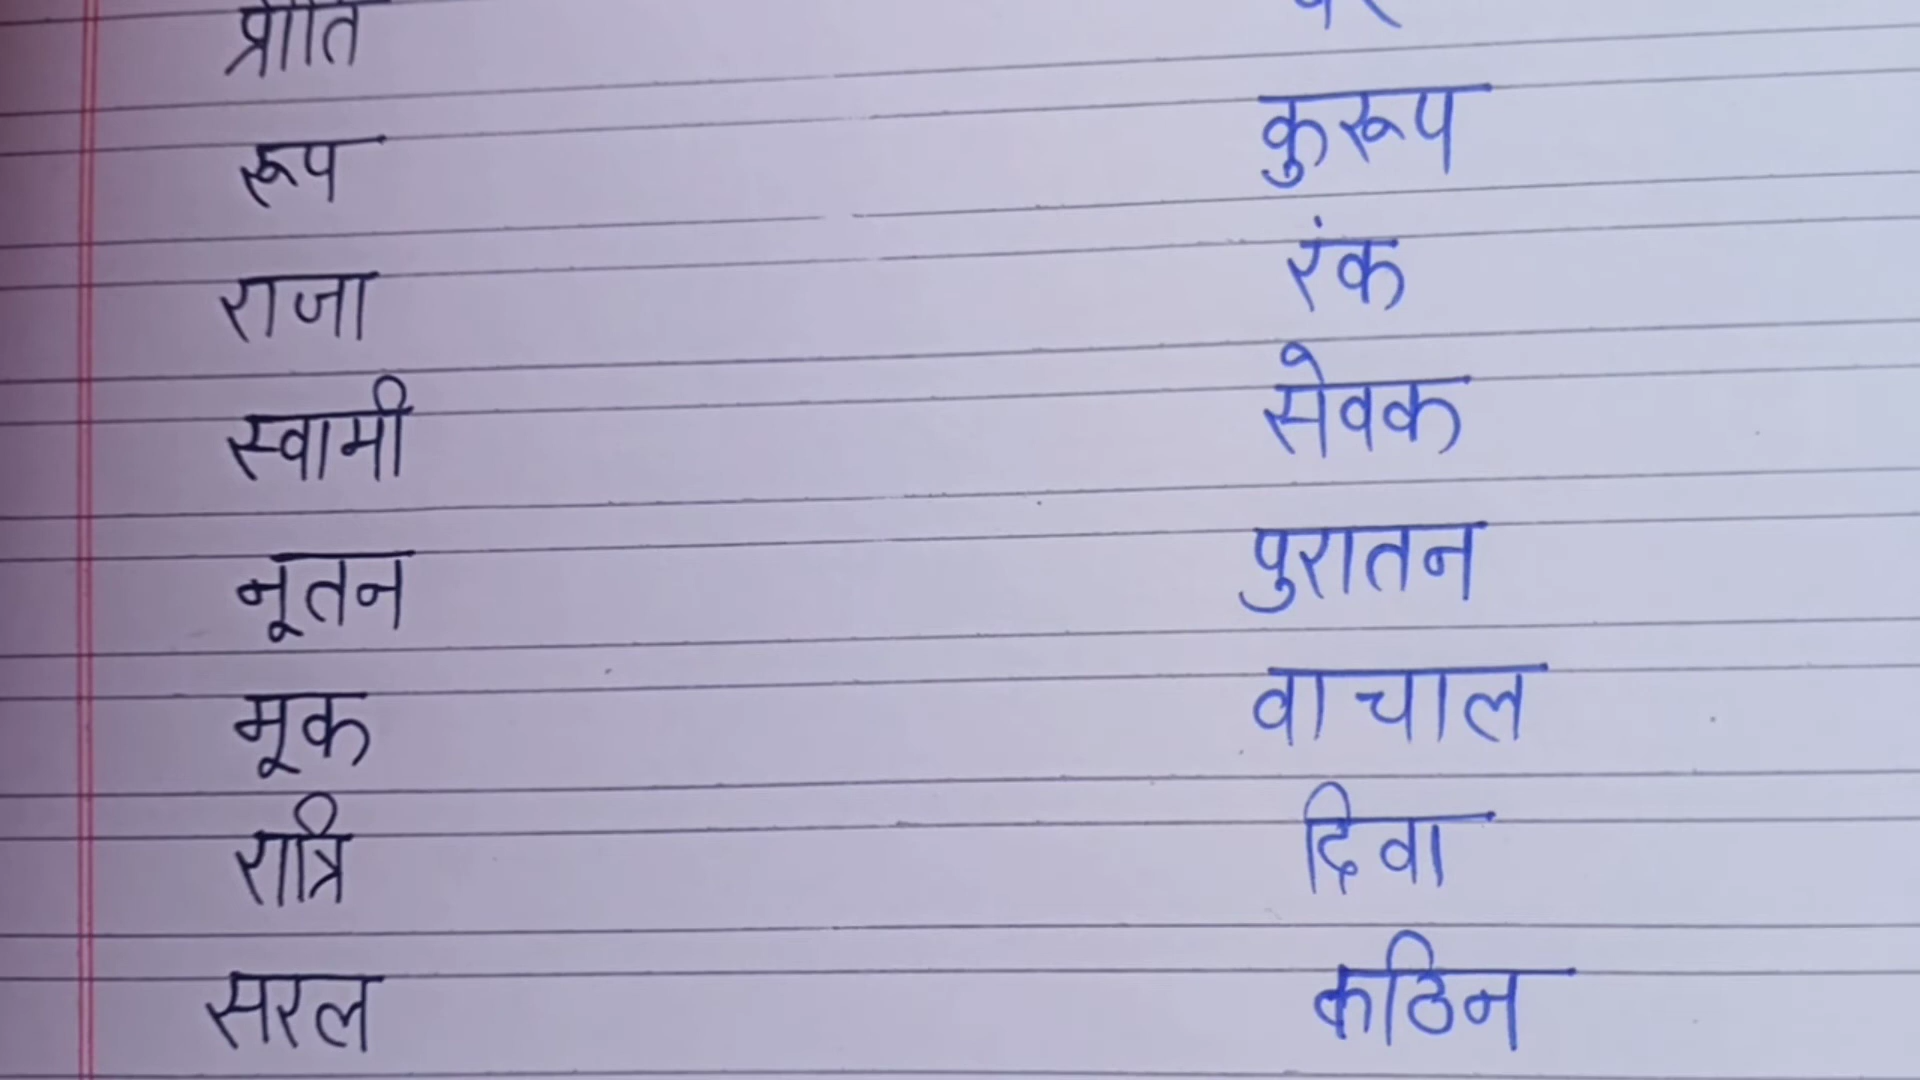 प्रीति
रूप कुरूप
राजा रंक
स्वामी सेवक
नूतन पुरातन
मूक वाचाल
रात्रि दिवा
सरल कठिन